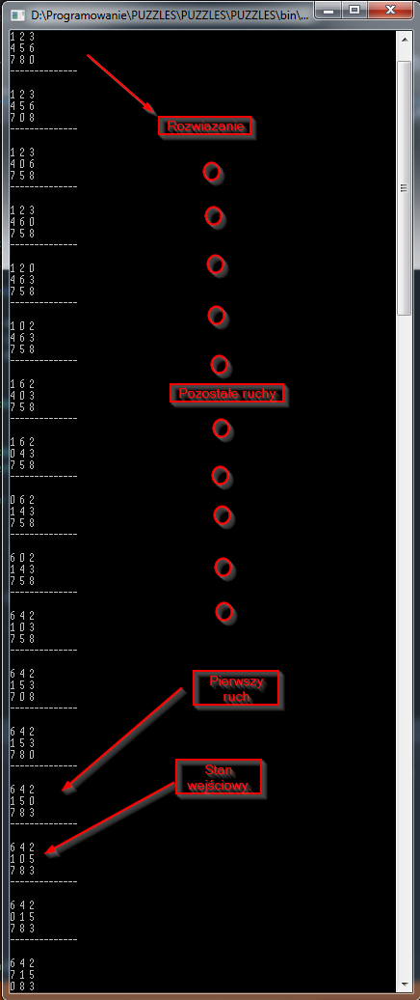 D:\Programowanie\PUZZLES\PUZZLES\PUZZLES\bin\...
1 2 3
4 5 6
7 8 0
--------------
1 2 3
4 5 6
7 0 8
--------------
Rozwiazanie
1 2 3
4 0 6
7 5 8
--------------
1 2 3
4 6 0
7 5 8
--------------
1 2 0
4 6 3
7 5 8
--------------
1 0 2
4 6 3
7 5 8
--------------
1 6 2
4 0 3
7 5 8
--------------
Pozostałe ruchy
1 6 2
0 4 3
7 5 8
--------------
0 6 2
1 4 3
7 5 8
--------------
6 0 2
1 4 3
7 5 8
--------------
6 4 2
1 0 3
7 5 8
--------------
6 4 2
1 5 3
7 0 8
--------------
Pierwszy
ruch
6 4 2
1 5 3
7 8 0
--------------
Stan
wejściowy
6 4 2
1 5 0
7 8 3
--------------
6 4 2
1 0 5
7 8 3
--------------
6 4 2
0 1 5
7 8 3
--------------
6 4 2
7 1 5
0 8 3